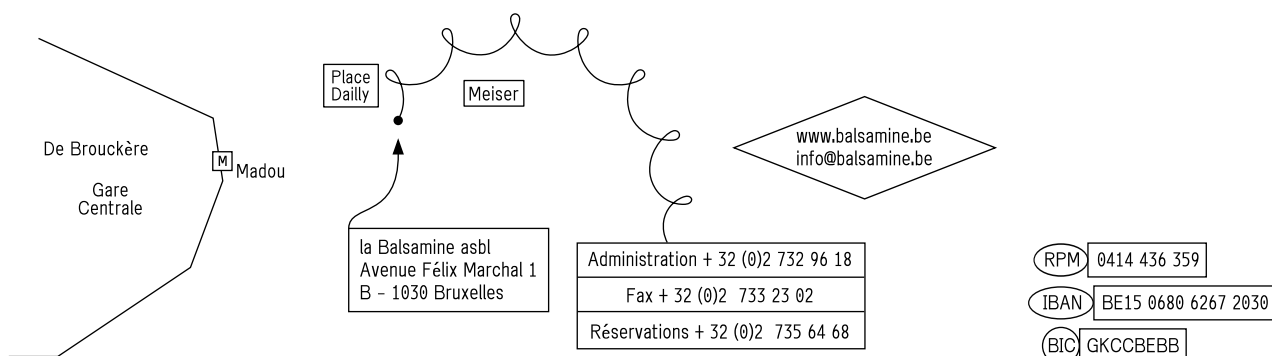 De Brouckère
Gare
Centrale
M
Madou
Place
Dailly
Meiser
la Balsamine asbl
Avenue Félix Marchal 1
B – 1030 Bruxelles
Administration + 32 (0)2 732 96 18
Fax + 32 (0)2 733 23 02
Réservations + 32 (0)2 735 64 68
www.balsamine.be
info@balsamine.be
RPM 0414 436 359
IBAN BE15 0680 6267 2030
BIC GKCCBEBB